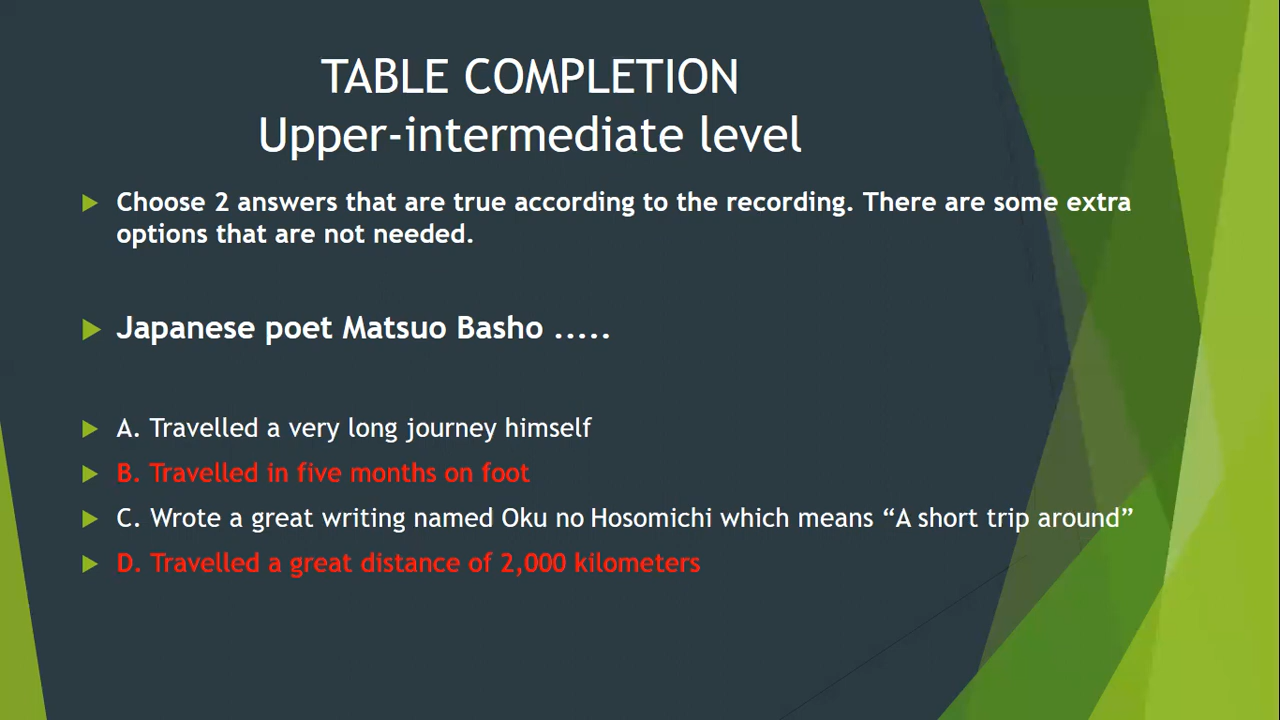 TABLE COMPLETION
Upper-intermediate level
Choose 2 answers that are true according to the recording. There are some extra
options that are not needed.
Japanese poet Matsuo Basho .....
A. Travelled a very long journey himself
B. Travelled in five months on foot
C. Wrote a great writing named Oku no Hosomichi which means “A short trip around”
D. Travelled a great distance of 2,000 kilometers